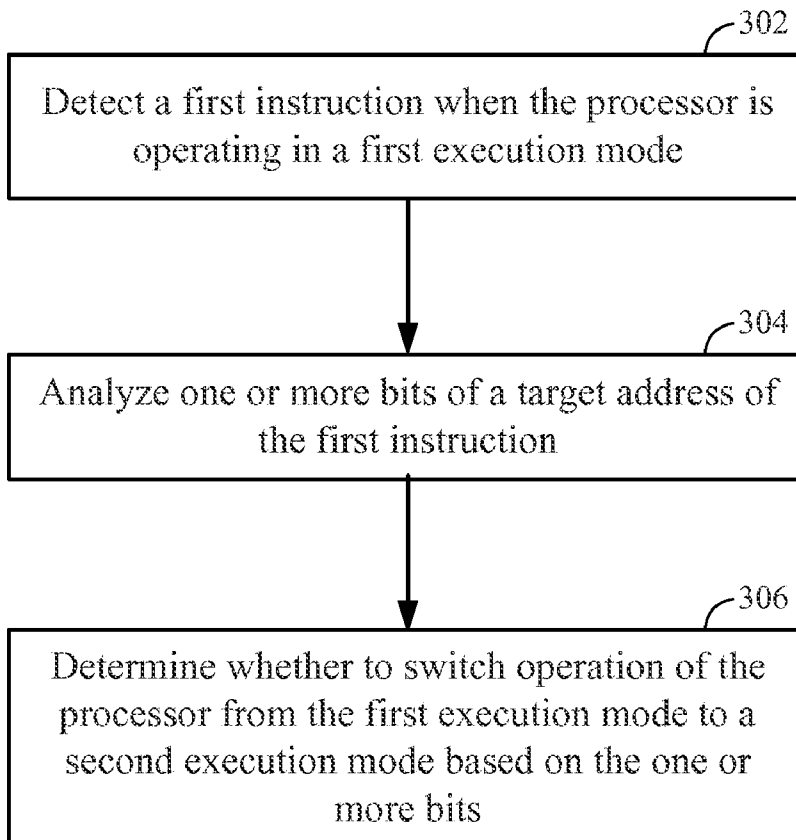 302
Detect a first instruction when the processor is
operating in a first execution mode
304
Analyze one or more bits of a target address of
the first instruction
306
Determine whether to switch operation of the
processor from the first execution mode to a
second execution mode based on the one or
more bits